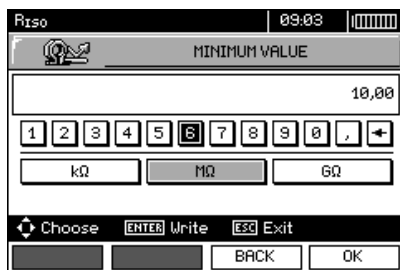 RISO 09:03
MINIMUM VALUE
10,00
1 2 3 4 5 6 7 8 9 0 , ←
kΩ MΩ GΩ
Choose ENTER Write ESC Exit
BACK OK